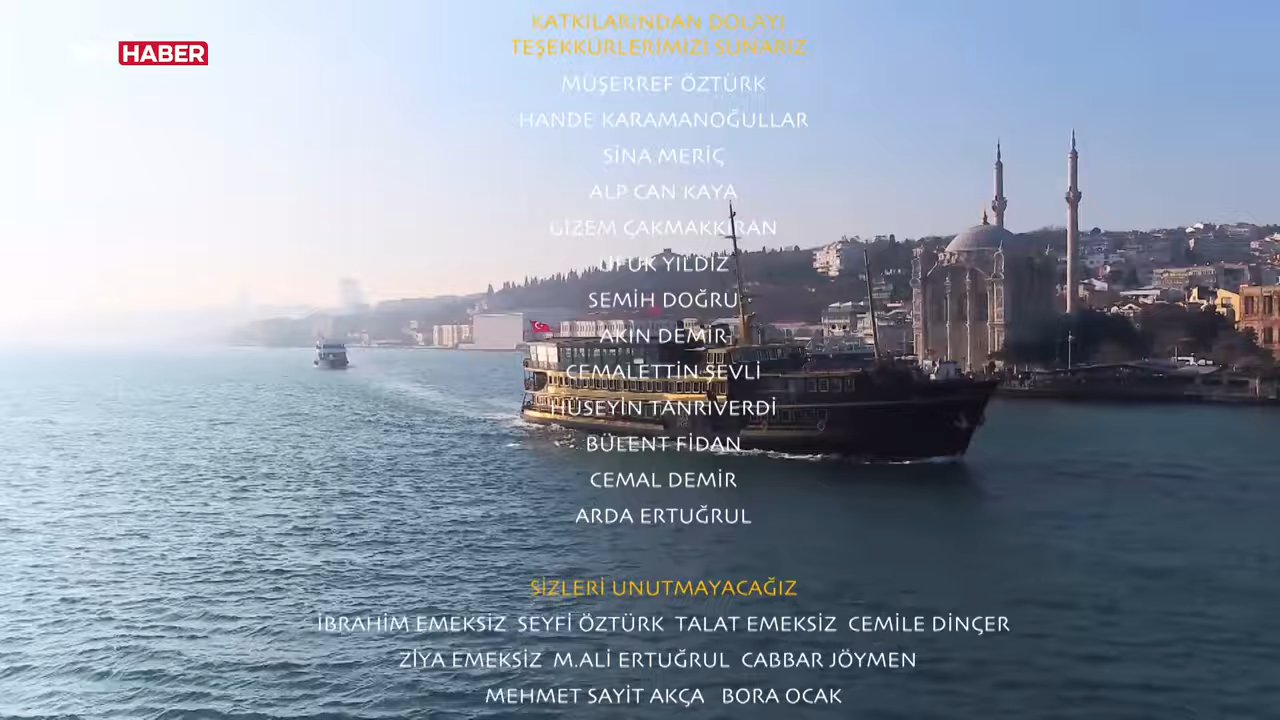 HABER
KATKILARINDAN DOLAYI
TEŞEKKÜRLERİMİZİ SUNARIZ
MÜŞERREF ÖZTÜRK
HANDE KARAMANOĞULLAR
SİNA MERİÇ
ALP CAN KAYA
GİZEM ÇAKMAKKIRAN
UFUK YILDIZ
SEMİH DOĞRU
AKIN DEMİR
CEMALETTİN SEVLİ
HÜSEYİN TANRIVERDİ
BÜLENT FİDAN
CEMAL DEMİR
ARDA ERTUĞRUL
SİZLERİ UNUTMAYACAĞIZ
İBRAHİM EMEKSİZ SEYFİ ÖZTÜRK TALAT EMEKSİZ CEMİLE DİNÇER
ZİYA EMEKSİZ M.ALİ ERTUĞRUL CABBAR JÖYMEN
MEHMET SAYİT AKÇA BORA OCAK